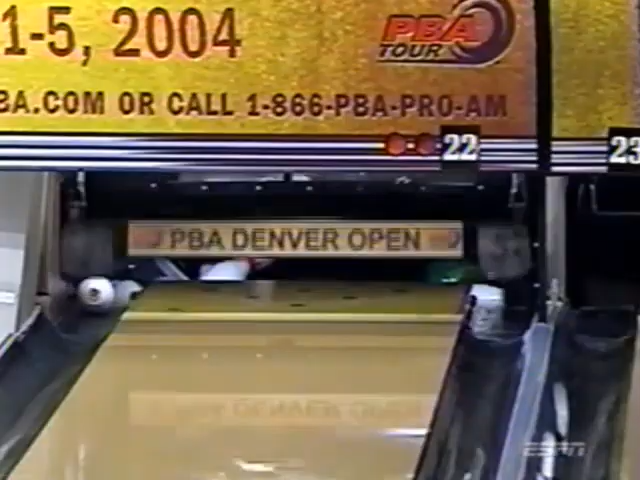 1-5, 2004
PBA
TOUR
BA.COM OR CALL 1-866-PBA-PRO-AM
22
23
PBA DENVER OPEN
ESPN